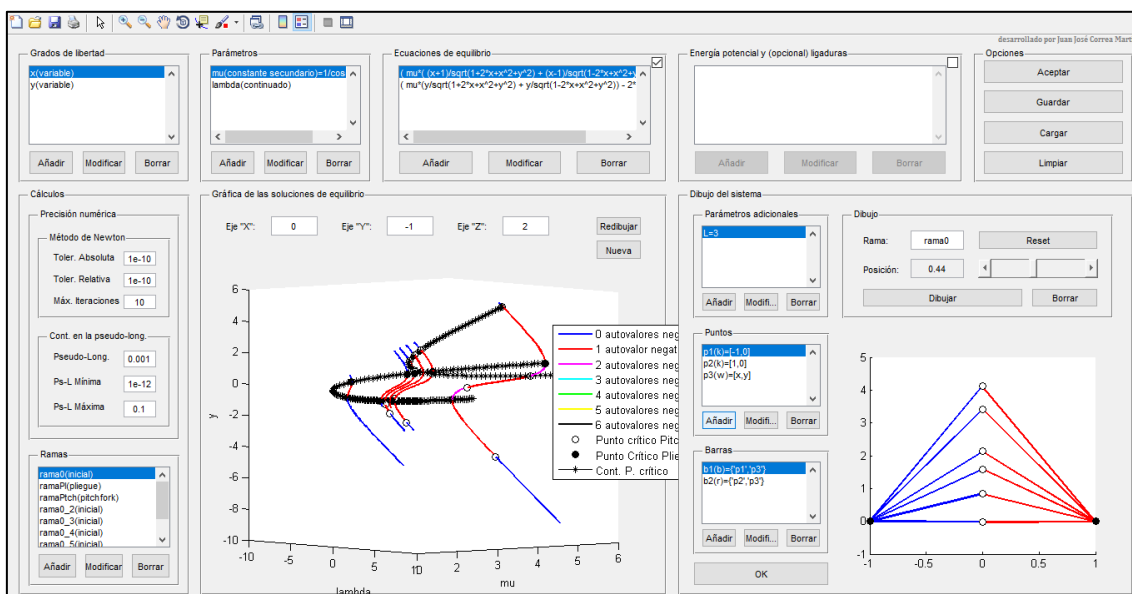 desarrollado por Juan José Correa Mart
Grados de libertad
x(variable)
y(variable)
Añadir Modificar Borrar
Parámetros
mu(constante secundario)=1/cos
lambda(continuado)
Añadir Modificar Borrar
Ecuaciones de equilibrio
( mu*( (x+1)/sqrt(1+2*x+x^2+y^2) + (x-1)/sqrt(1-2*x+x^2+y
( mu*(y/sqrt(1+2*x+x^2+y^2) + y/sqrt(1-2*x+x^2+y^2)) - 2*
Añadir Modificar Borrar
Energía potencial y (opcional) ligaduras
Añadir Modificar Borrar
Opciones
Aceptar
Guardar
Cargar
Limpiar
Cálculos
Precisión numérica
Método de Newton
Toler. Absoluta 1e-10
Toler. Relativa 1e-10
Máx. Iteraciones 10
Cont. en la pseudo-long.
Pseudo-Long. 0.001
Ps-L Mínima 1e-12
Ps-L Máxima 0.1
Ramas
rama0(inicial)
ramaPl(pliegue)
ramaPtch(pitchfork)
rama0_2(inicial)
rama0_3(inicial)
rama0_4(inicial)
rama0_5(inicial)
Añadir Modificar Borrar
Gráfica de las soluciones de equilibrio
Eje "X": 0 Eje "Y": -1 Eje "Z": 2
Redibujar
Nueva
6
4
2
0
-2
-4
-6
-8
-10
y
-10 -5 0 5 10
lambda
0 2 3 4 5 6
mu
0 autovalores neg
1 autovalor negat
2 autovalores neg
3 autovalores neg
4 autovalores neg
5 autovalores neg
6 autovalores neg
Punto crítico Pitc
Punto Crítico Plie
Cont. P. crítico
Dibujo del sistema
Parámetros adicionales
L=3
Añadir Modifi... Borrar
Puntos
p1(k)=[-1,0]
p2(k)=[1,0]
p3(w)=[x,y]
Añadir Modifi... Borrar
Barras
b1(b)={'p1','p3'}
b2(r)={'p2','p3'}
Añadir Modifi... Borrar
OK
Dibujo
Rama: rama0 Reset
Posición: 0.44
Dibujar Borrar
5
4
3
2
1
0
-1
-1 -0.5 0 0.5 1